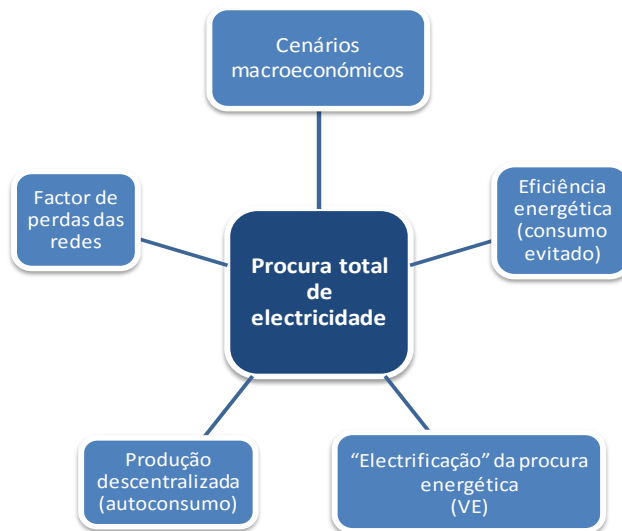 Cenários
macroeconómicos
Factor de
perdas das
redes
Eficiência
energética
(consumo
evitado)
Procura total
de
electricidade
Produção
descentralizada
(autoconsumo)
“Electrificação” da procura
energética
(VE)